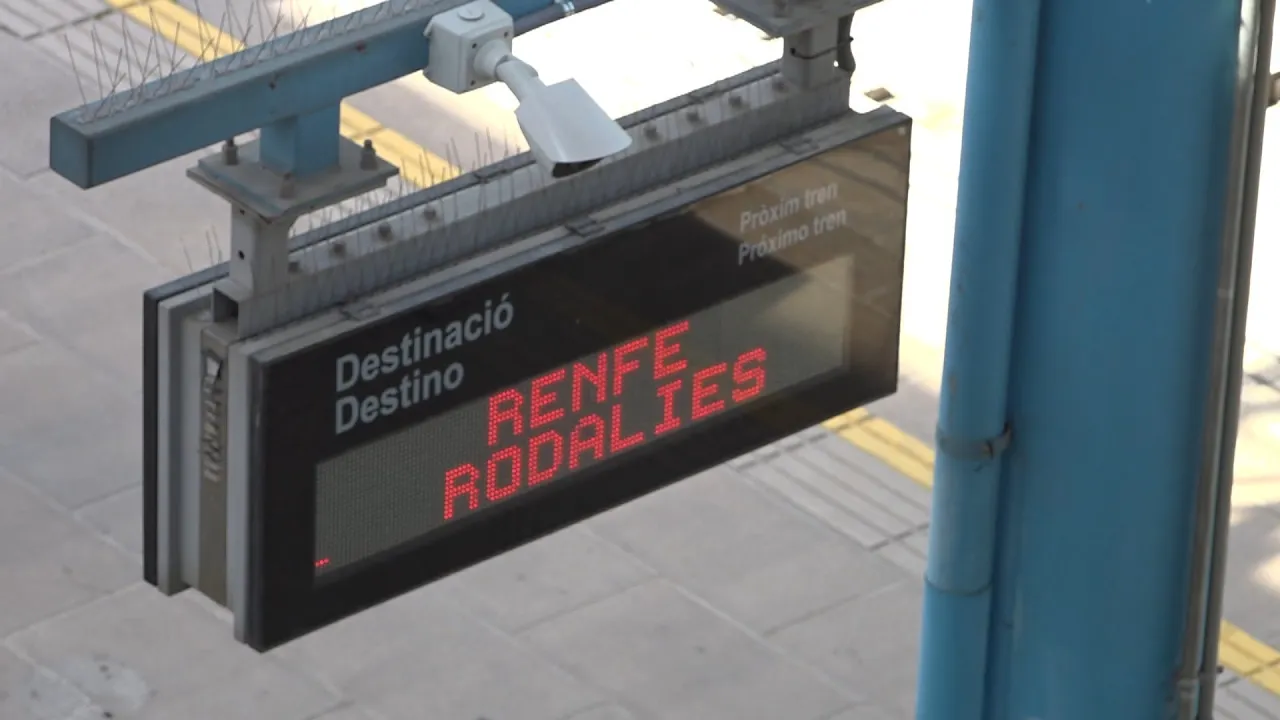 Destinació
Destino
Pròxim tren
Próximo tren
RENFE
RODALIES